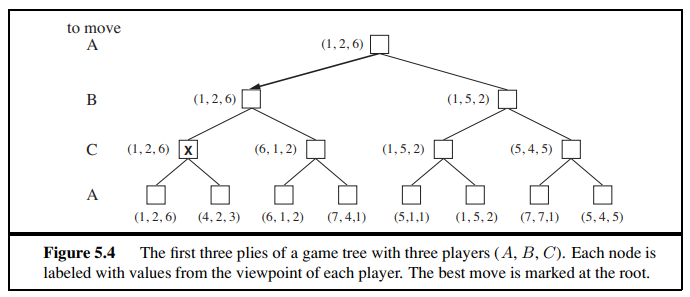 to move
A (1, 2, 6)
B (1, 2, 6) (1, 5, 2)
C (1, 2, 6) X (6, 1, 2) (1, 5, 2) (5, 4, 5)
A
(1, 2, 6) (4, 2, 3) (6, 1, 2) (7, 4,1) (5,1,1) (1, 5, 2) (7, 7,1) (5, 4, 5)
Figure 5.4 The first three plies of a game tree with three players (A, B, C). Each node is
labeled with values from the viewpoint of each player. The best move is marked at the root.